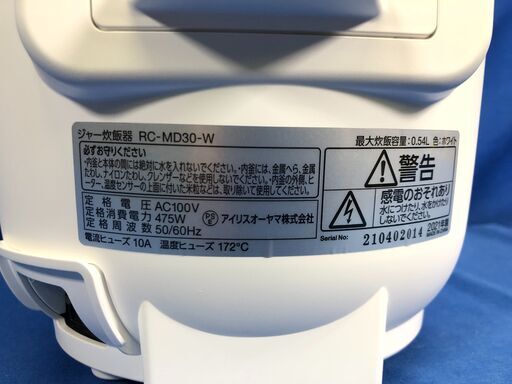 ジャー炊飯器 RC-MD30-W
最大炊飯容量：0.54L 色：ホワイト
必ずお守りください
・内釜と本体の間には絶対に水を入れないでください。・内釜には、金属へら、金属
たわし、ナイロンたわし、クレンザーなどを使用しないでください。・内釜の外側、ヒ
ーター、温度センサーの上面に付いた米粒などは、取り除いて使用してください。
定格電圧 AC100V
定格消費電力 475W
定格周波数 50/60Hz
電流ヒューズ 10A 温度ヒューズ 172℃
PS E
アイリスオーヤマ株式会社
警告
感電のおそれあり
水につけたり、水をかけたり
しないでください。
Serial No: 210402014
2021年製
MADE IN CHINA